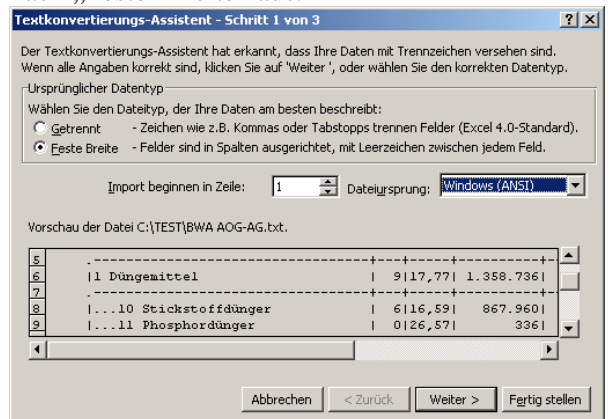 Textkonvertierungs-Assistent - Schritt 1 von 3
Der Textkonvertierungs-Assistent hat erkannt, dass Ihre Daten mit Trennzeichen versehen sind.
Wenn alle Angaben korrekt sind, klicken Sie auf 'Weiter ', oder wählen Sie den korrekten Datentyp.
Ursprünglicher Datentyp
Wählen Sie den Dateityp, der Ihre Daten am besten beschreibt:
Getrennt - Zeichen wie z.B. Kommas oder Tabstopps trennen Felder (Excel 4.0-Standard).
Feste Breite - Felder sind in Spalten ausgerichtet, mit Leerzeichen zwischen jedem Feld.
Import beginnen in Zeile: 1 Dateiursprung: Windows (ANSI)
Vorschau der Datei C:\TEST\BWA AOG-AG.txt.
5 .-----------------------------------+---+-----+----------+-
6 |1 Düngemittel | 9|17,77| 1.358.736|
7 .-----------------------------------+---+-----+----------+-
8 |...10 Stickstoffdünger | 6|16,59| 867.960|
9 |...11 Phosphordünger | 0|26,57| 336|
Abbrechen < Zurück Weiter > Fertig stellen